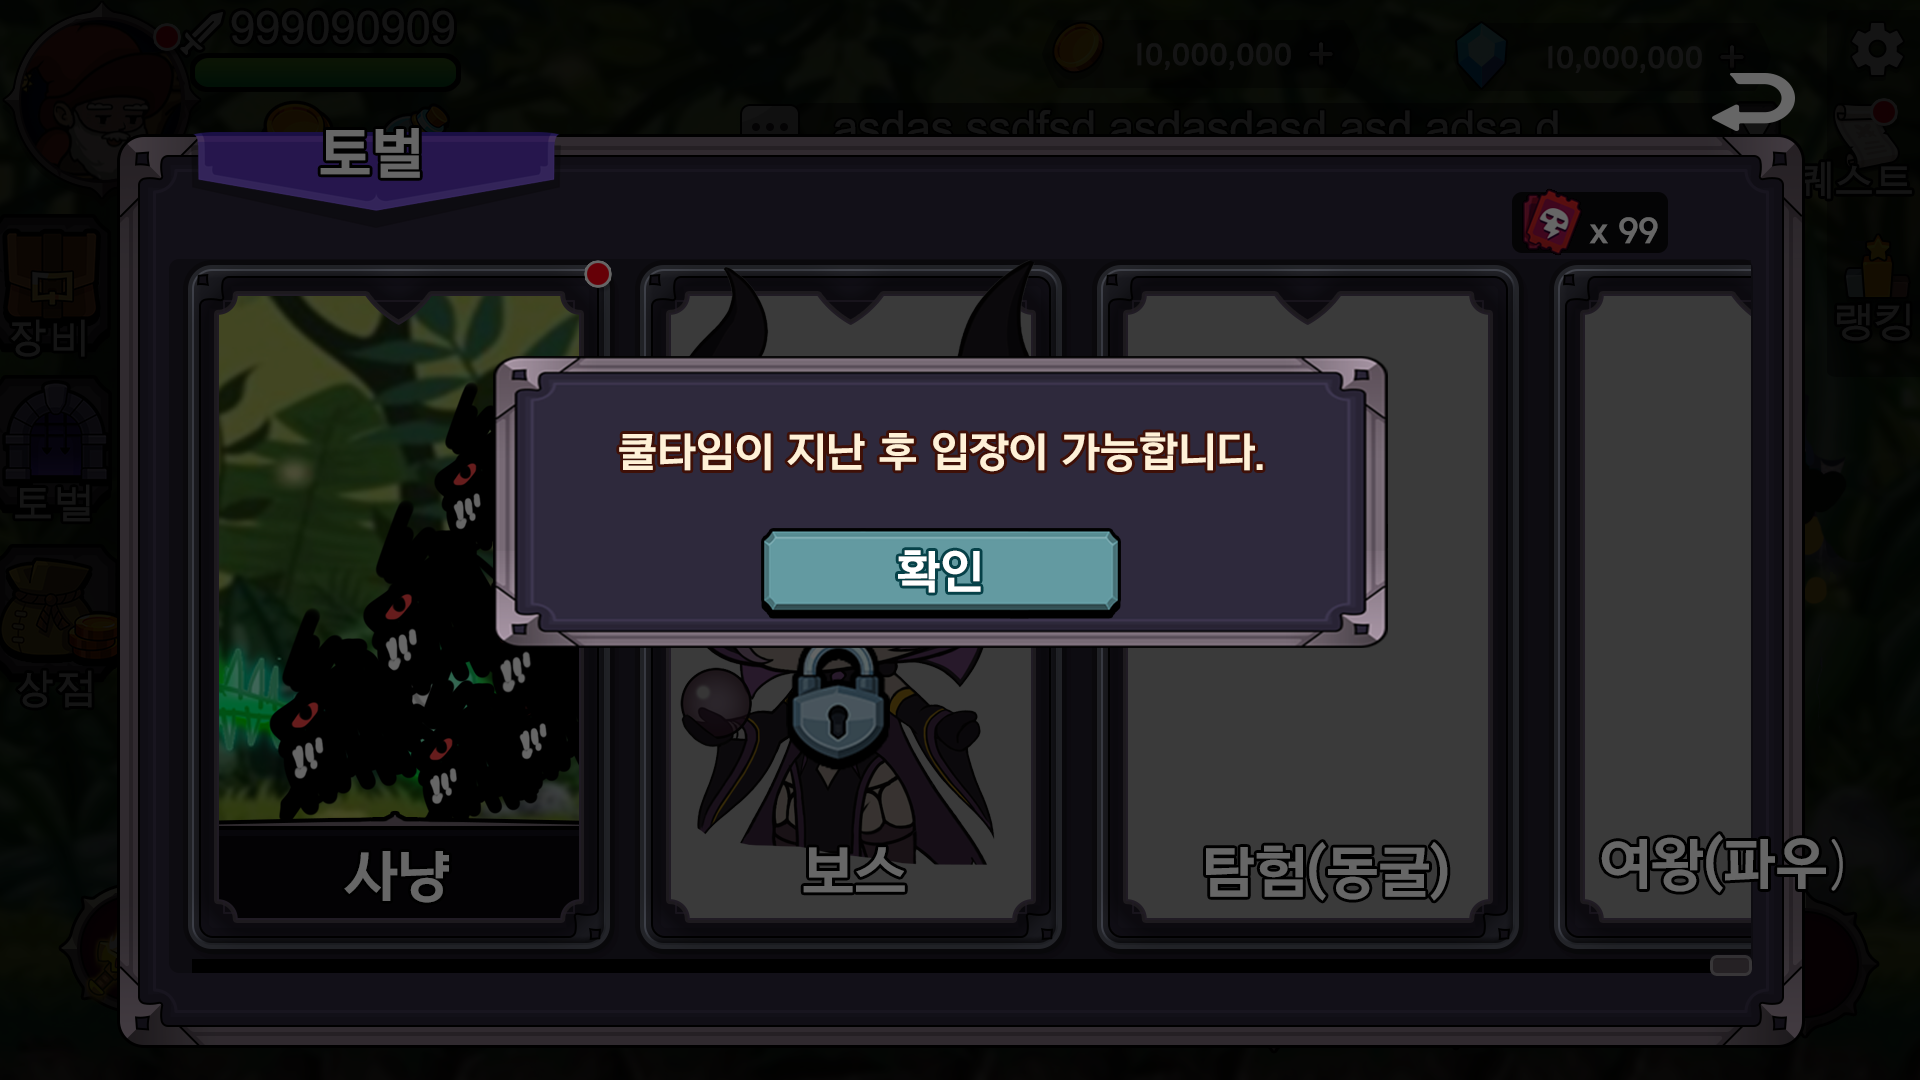 999090909
10,000,000 +
10,000,000 +
asdas ssdfsd asdasdasd asd adsa d
토벌
퀘스트
x 99
장비
랭킹
쿨타임이 지난 후 입장이 가능합니다.
토벌
확인
상점
사냥
보스
탐험(동굴)
여왕(파우)